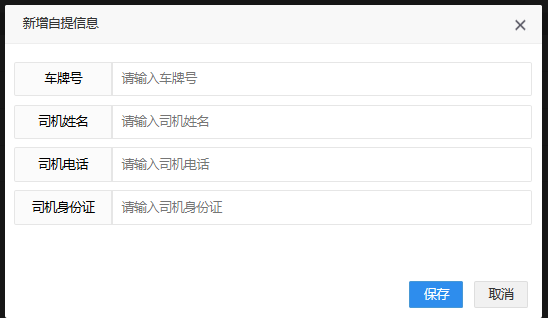 新增自提信息
车牌号 请输入车牌号
司机姓名 请输入司机姓名
司机电话 请输入司机电话
司机身份证 请输入司机身份证
保存 取消